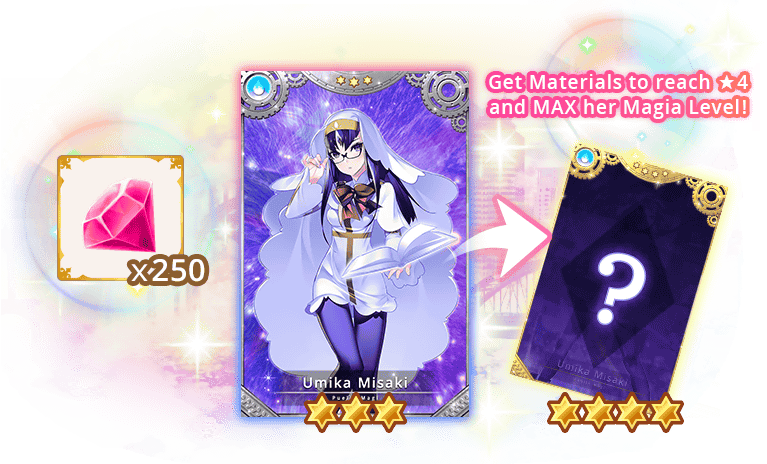 Get Materials to reach ★4
and MAX her Magia Level!
x250
Umika Misaki
Umika Misaki